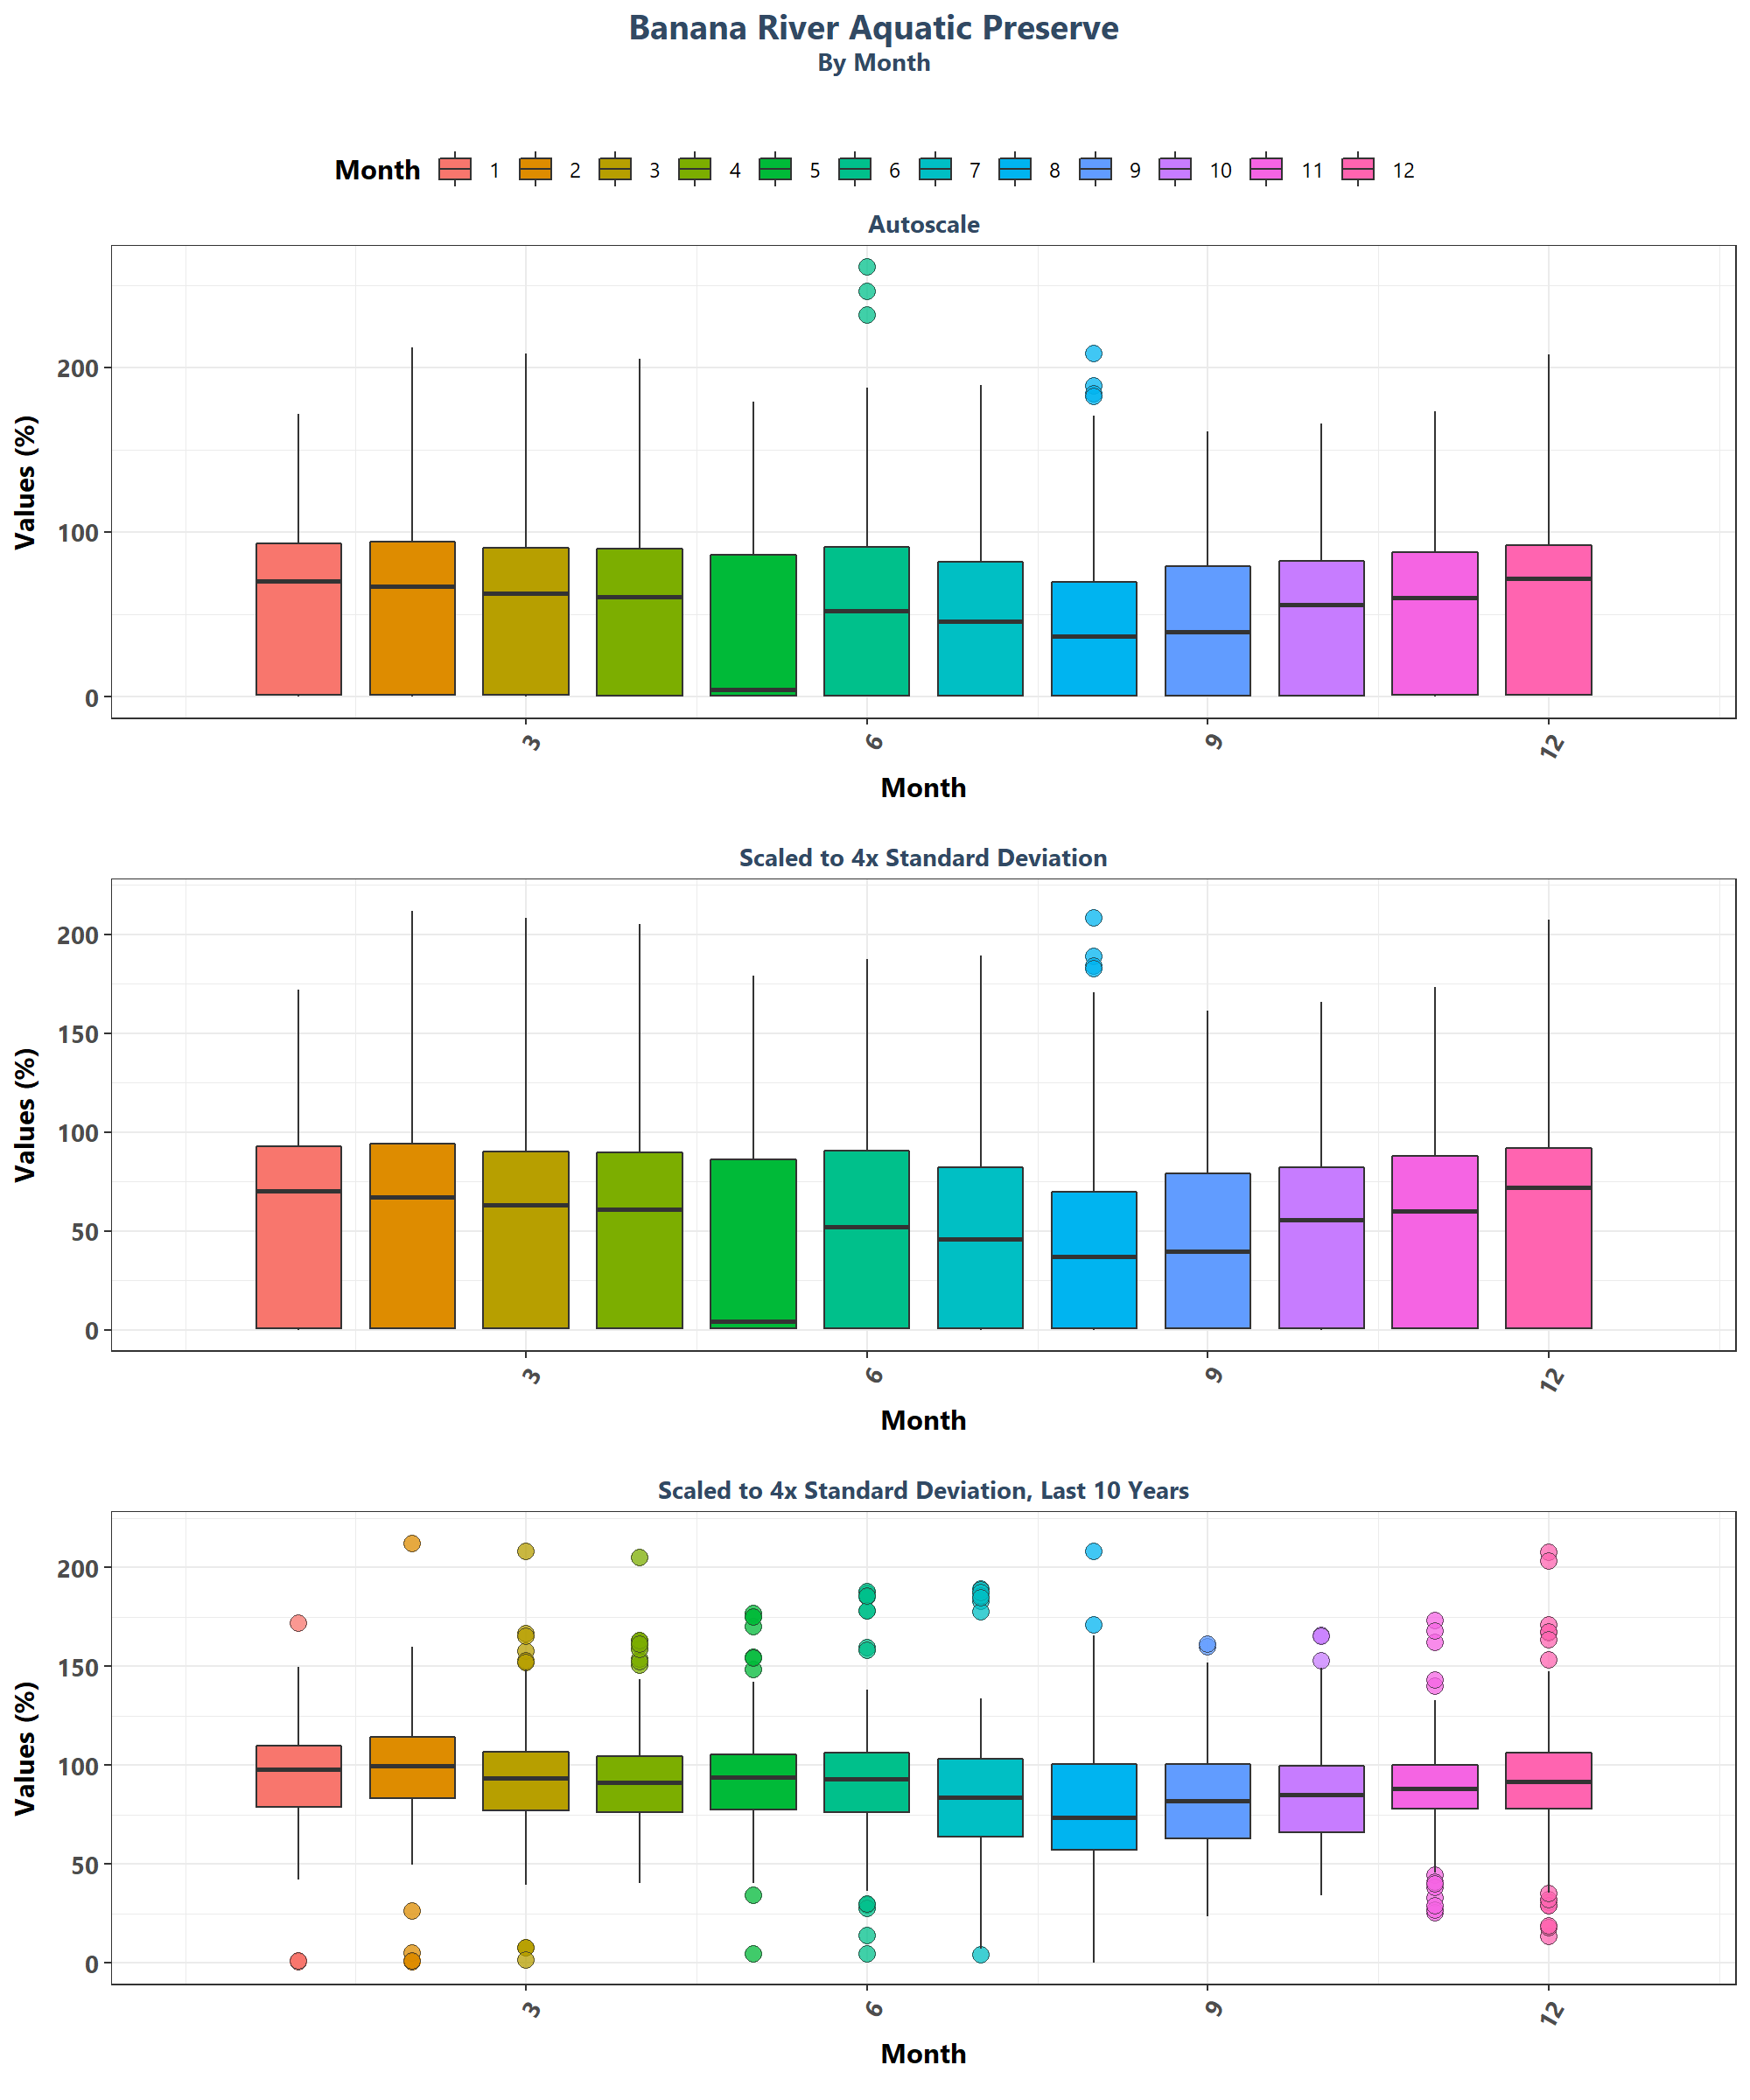 Banana River Aquatic Preserve
By Month
Month 1 2 3 4 5 6 7 8 9 10 11 12
Autoscale
Values (%)
200
100
0
3 6 9 12
Month
Scaled to 4x Standard Deviation
Values (%)
200
150
100
50
0
3 6 9 12
Month
Scaled to 4x Standard Deviation, Last 10 Years
Values (%)
200
150
100
50
0
3 6 9 12
Month